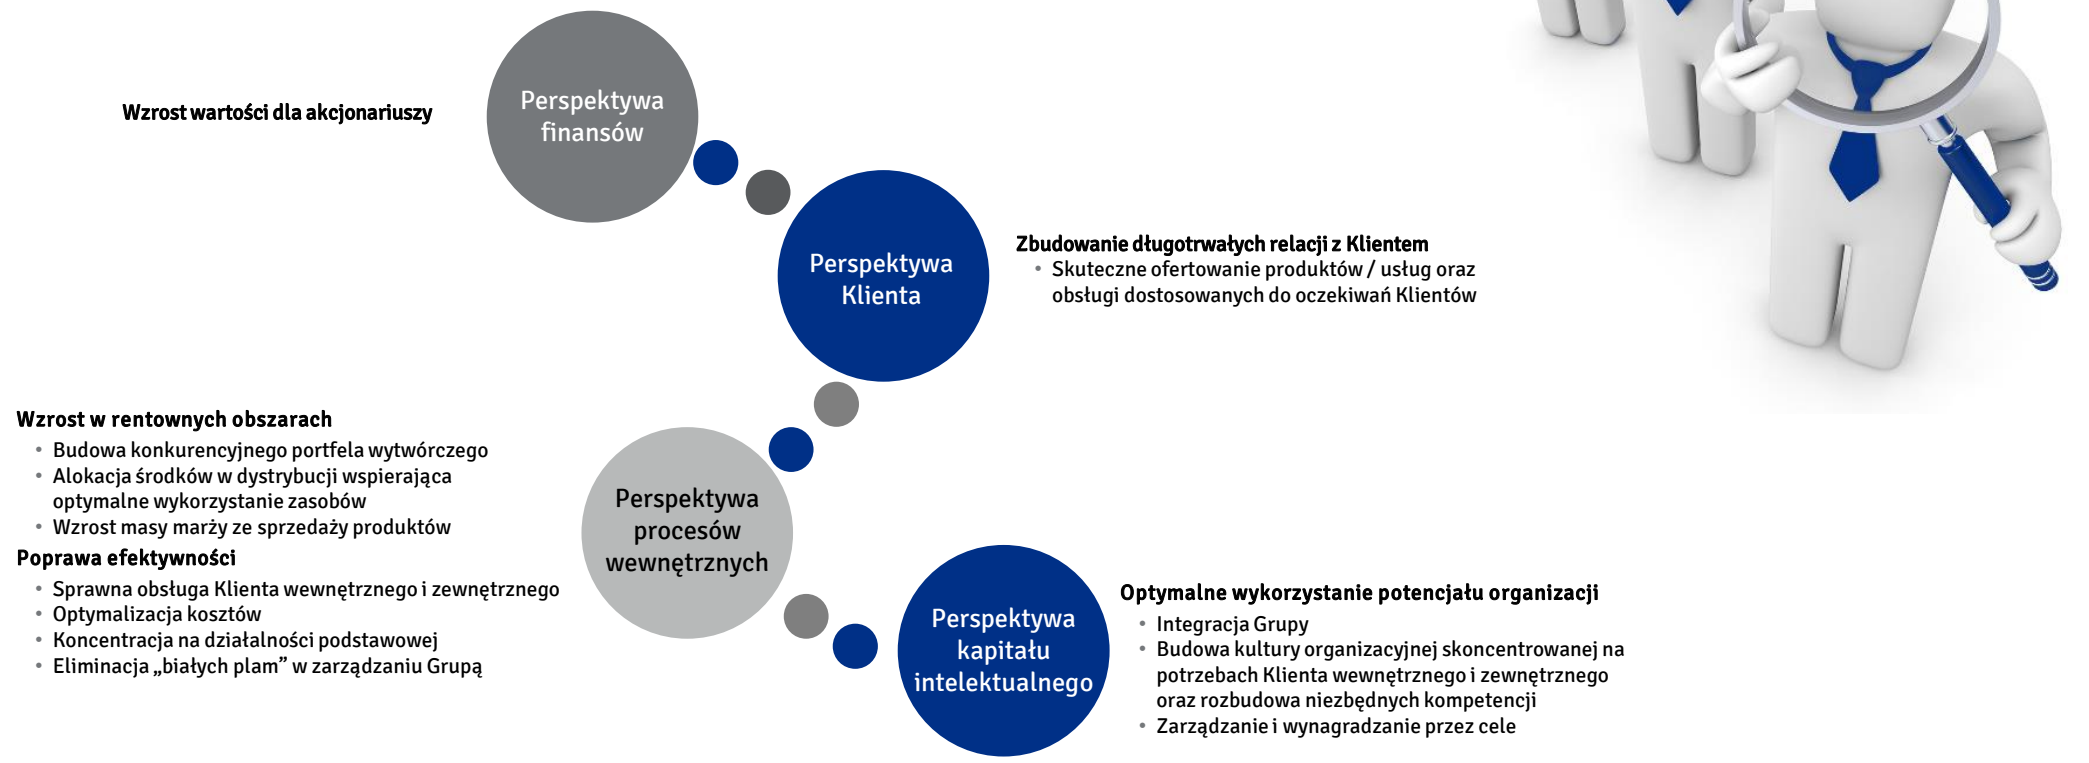 Wzrost wartości dla akcjonariuszy
Perspektywa
finansów
Perspektywa
Klienta
Zbudowanie długotrwałych relacji z Klientem
• Skuteczne ofertowanie produktów / usług oraz
obsługi dostosowanych do oczekiwań Klientów
Wzrost w rentownych obszarach
• Budowa konkurencyjnego portfela wytwórczego
• Alokacja środków w dystrybucji wspierająca
optymalne wykorzystanie zasobów
• Wzrost masy marży ze sprzedaży produktów
Poprawa efektywności
• Sprawna obsługa Klienta wewnętrznego i zewnętrznego
• Optymalizacja kosztów
• Koncentracja na działalności podstawowej
• Eliminacja „białych plam” w zarządzaniu Grupą
Perspektywa
procesów
wewnętrznych
Perspektywa
kapitału
intelektualnego
Optymalne wykorzystanie potencjału organizacji
• Integracja Grupy
• Budowa kultury organizacyjnej skoncentrowanej na
potrzebach Klienta wewnętrznego i zewnętrznego
oraz rozbudowa niezbędnych kompetencji
• Zarządzanie i wynagradzanie przez cele